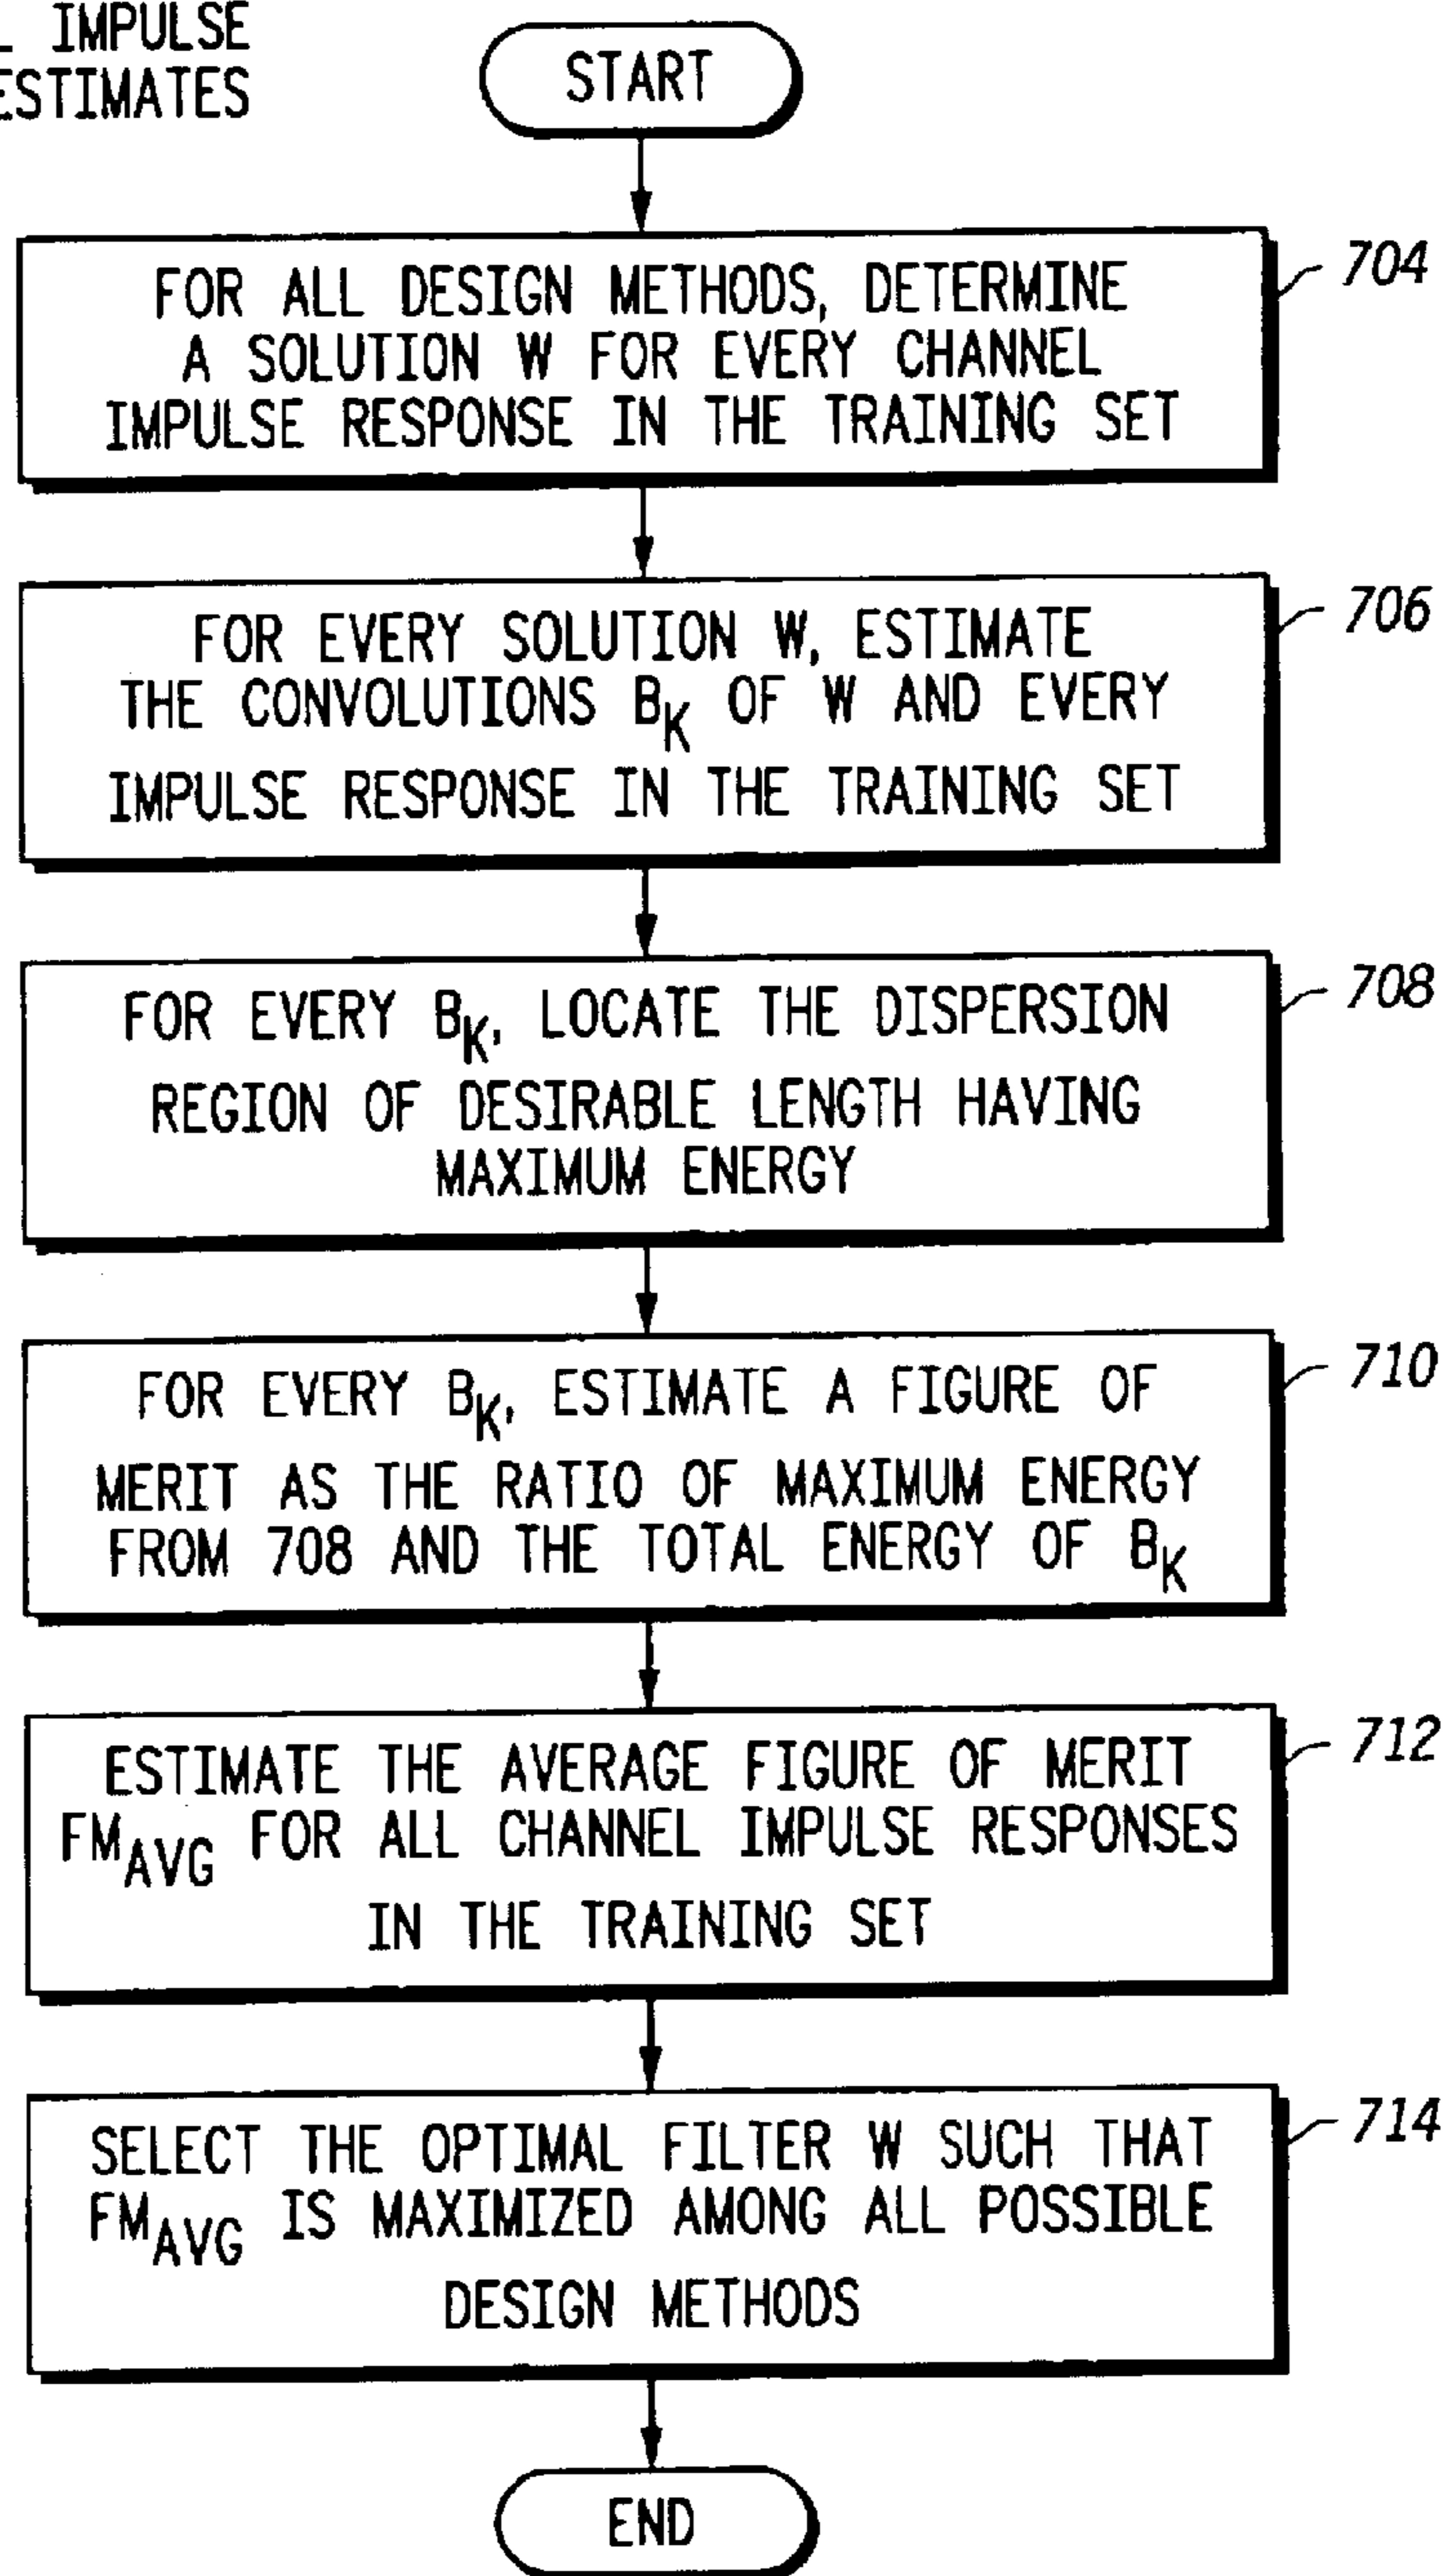 IMPULSE
ESTIMATES
START
FOR ALL DESIGN METHODS, DETERMINE
A SOLUTION W FOR EVERY CHANNEL
IMPULSE RESPONSE IN THE TRAINING SET
704
FOR EVERY SOLUTION W, ESTIMATE
THE CONVOLUTIONS BK OF W AND EVERY
IMPULSE RESPONSE IN THE TRAINING SET
706
FOR EVERY BK, LOCATE THE DISPERSION
REGION OF DESIRABLE LENGTH HAVING
MAXIMUM ENERGY
708
FOR EVERY BK, ESTIMATE A FIGURE OF
MERIT AS THE RATIO OF MAXIMUM ENERGY
FROM 708 AND THE TOTAL ENERGY OF BK
710
ESTIMATE THE AVERAGE FIGURE OF MERIT
FMAVG FOR ALL CHANNEL IMPULSE RESPONSES
IN THE TRAINING SET
712
SELECT THE OPTIMAL FILTER W SUCH THAT
FMAVG IS MAXIMIZED AMONG ALL POSSIBLE
DESIGN METHODS
714
END